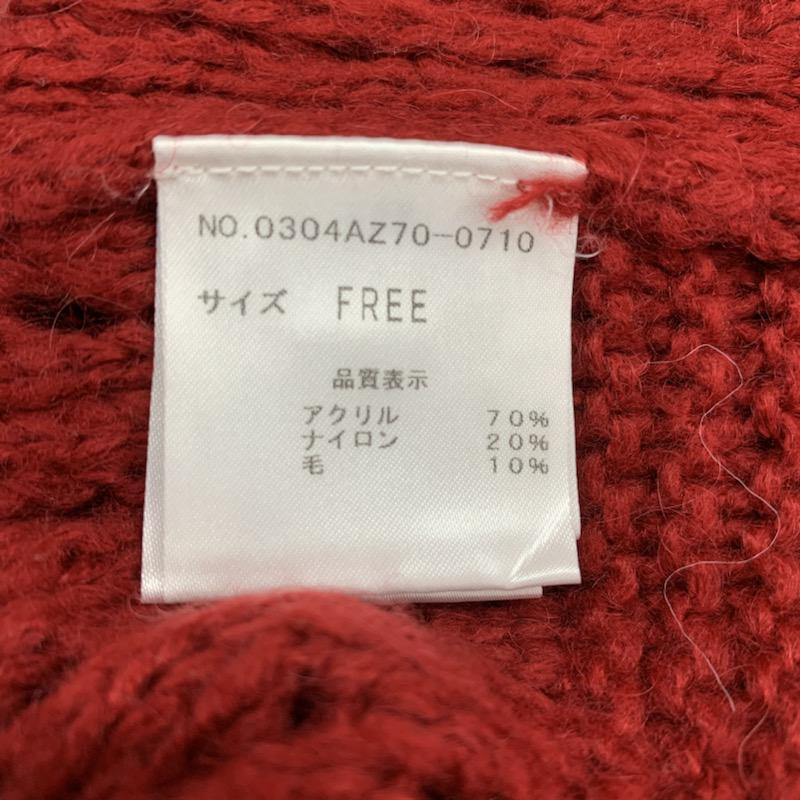 NO.0304AZ70-0710
サイズ FREE
品質表示
アクリル 70%
ナイロン 20%
毛 10%